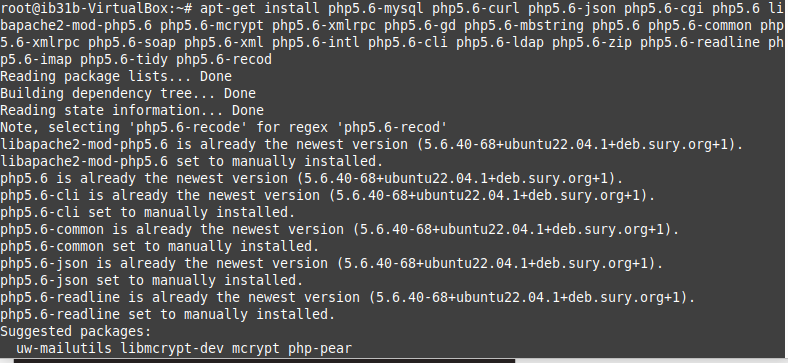 root@ib31b-VirtualBox:~# apt-get install php5.6-mysql php5.6-curl php5.6-json php5.6-cgi php5.6 li
bapache2-mod-php5.6 php5.6-mcrypt php5.6-xmlrpc php5.6-gd php5.6-mbstring php5.6 php5.6-common php
5.6-xmlrpc php5.6-soap php5.6-xml php5.6-intl php5.6-cli php5.6-ldap php5.6-zip php5.6-readline ph
p5.6-imap php5.6-tidy php5.6-recod
Reading package lists... Done
Building dependency tree... Done
Reading state information... Done
Note, selecting 'php5.6-recode' for regex 'php5.6-recod'
libapache2-mod-php5.6 is already the newest version (5.6.40-68+ubuntu22.04.1+deb.sury.org+1).
libapache2-mod-php5.6 set to manually installed.
php5.6 is already the newest version (5.6.40-68+ubuntu22.04.1+deb.sury.org+1).
php5.6-cli is already the newest version (5.6.40-68+ubuntu22.04.1+deb.sury.org+1).
php5.6-cli set to manually installed.
php5.6-common is already the newest version (5.6.40-68+ubuntu22.04.1+deb.sury.org+1).
php5.6-common set to manually installed.
php5.6-json is already the newest version (5.6.40-68+ubuntu22.04.1+deb.sury.org+1).
php5.6-json set to manually installed.
php5.6-readline is already the newest version (5.6.40-68+ubuntu22.04.1+deb.sury.org+1).
php5.6-readline set to manually installed.
Suggested packages:
  uw-mailutils libmcrypt-dev mcrypt php-pear